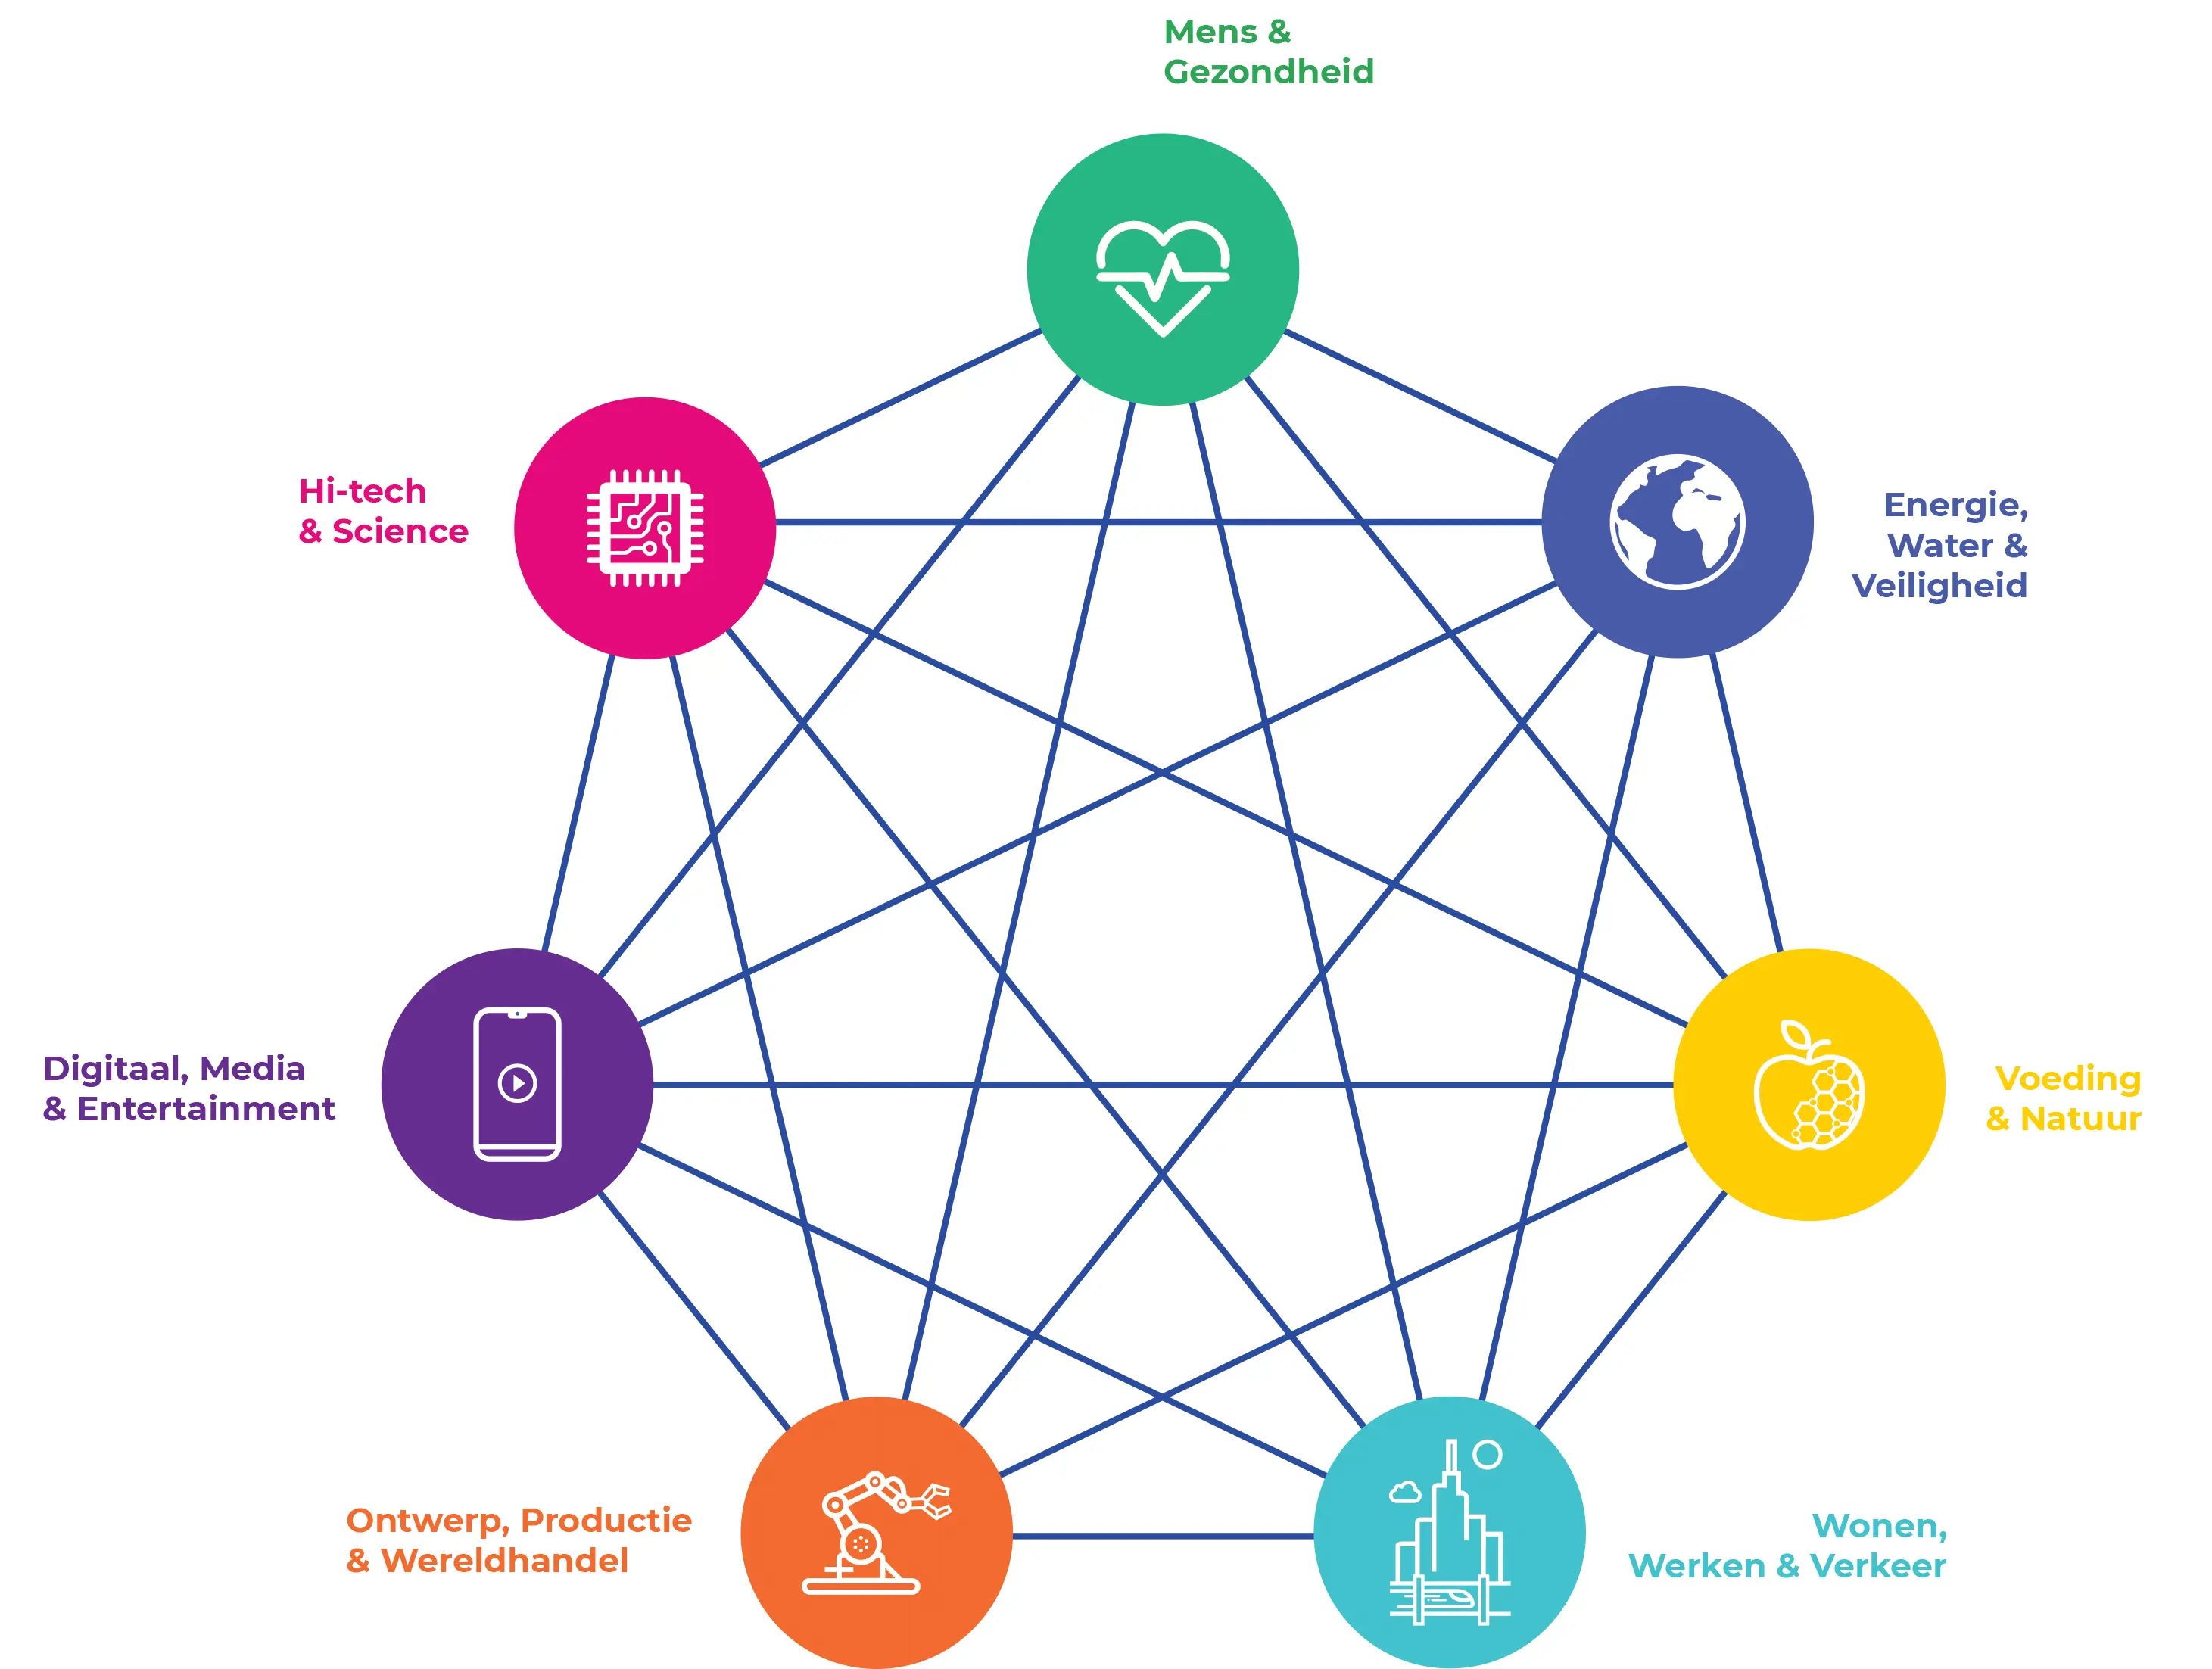 Mens &
Gezondheid
Hi-tech
& Science
Energie,
Water &
Veiligheid
Digitaal, Media
& Entertainment
Voeding
& Natuur
Ontwerp, Productie
& Wereldhandel
Wonen,
Werken & Verkeer